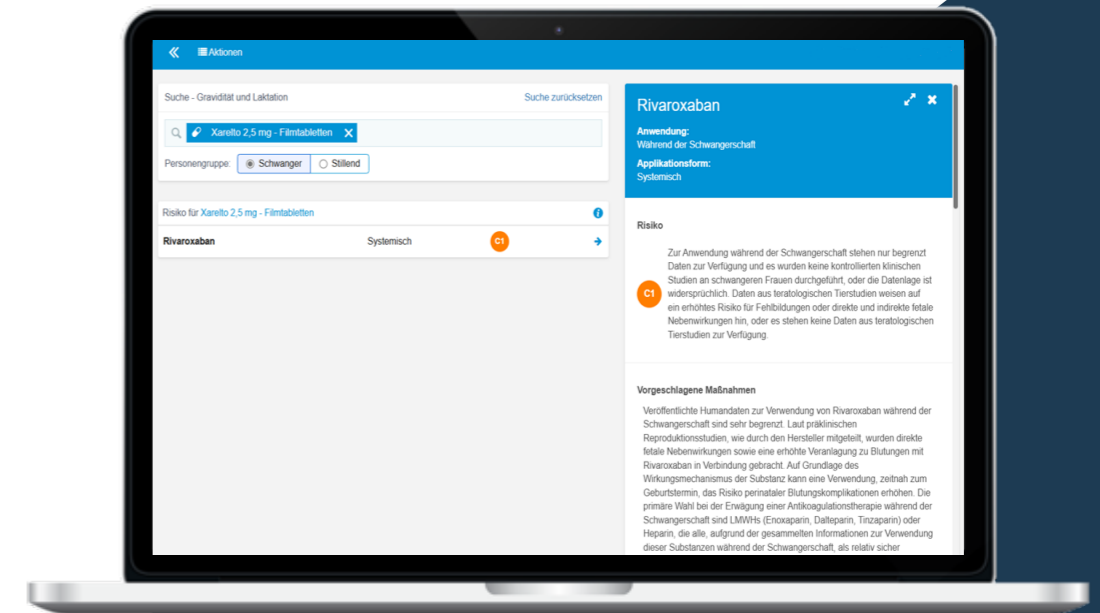 Aktionen
Suche - Gravidität und Laktation
Suche zurücksetzen
Xarelto 2,5 mg - Filmtabletten
Personengruppe:
Schwanger
Stillend
Risiko für Xarelto 2,5 mg - Filmtabletten
Rivaroxaban
Systemisch
C1
Rivaroxaban
Anwendung:
Während der Schwangerschaft
Applikationsform:
Systemisch
Risiko
C1
Zur Anwendung während der Schwangerschaft stehen nur begrenzt
Daten zur Verfügung und es wurden keine kontrollierten klinischen
Studien an schwangeren Frauen durchgeführt, oder die Datenlage ist
widersprüchlich. Daten aus teratologischen Tierstudien weisen auf
ein erhöhtes Risiko für Fehlbildungen oder direkte und indirekte fetale
Nebenwirkungen hin, oder es stehen keine Daten aus teratologischen
Tierstudien zur Verfügung.
Vorgeschlagene Maßnahmen
Veröffentlichte Humandaten zur Verwendung von Rivaroxaban während der
Schwangerschaft sind sehr begrenzt. Laut präklinischen
Reproduktionsstudien, wie durch den Hersteller mitgeteilt, wurden direkte
fetale Nebenwirkungen sowie eine erhöhte Veranlagung zu Blutungen mit
Rivaroxaban in Verbindung gebracht. Auf Grundlage des
Wirkungsmechanismus der Substanz kann eine Verwendung, zeitnah zum
Geburtstermin, das Risiko perinataler Blutungskomplikationen erhöhen. Die
primäre Wahl bei der Erwägung einer Antikoagulationstherapie während der
Schwangerschaft sind LMWHs (Enoxaparin, Dalteparin, Tinzaparin) oder
Heparin, die alle, aufgrund der gesammelten Informationen zur Verwendung
dieser Substanzen während der Schwangerschaft, als relativ sicher